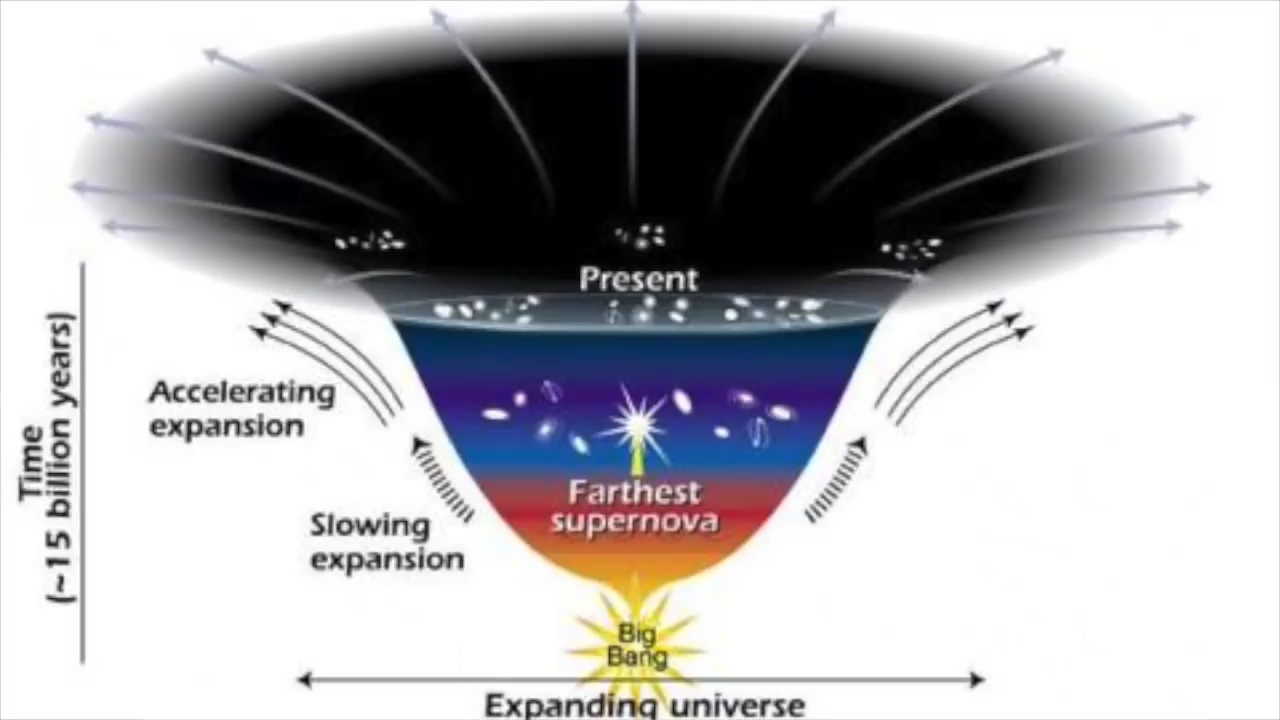 Present
Accelerating
expansion
Time
(~15 billion years)
Farthest
supernova
Slowing
expansion
Big
Bang
Expanding universe